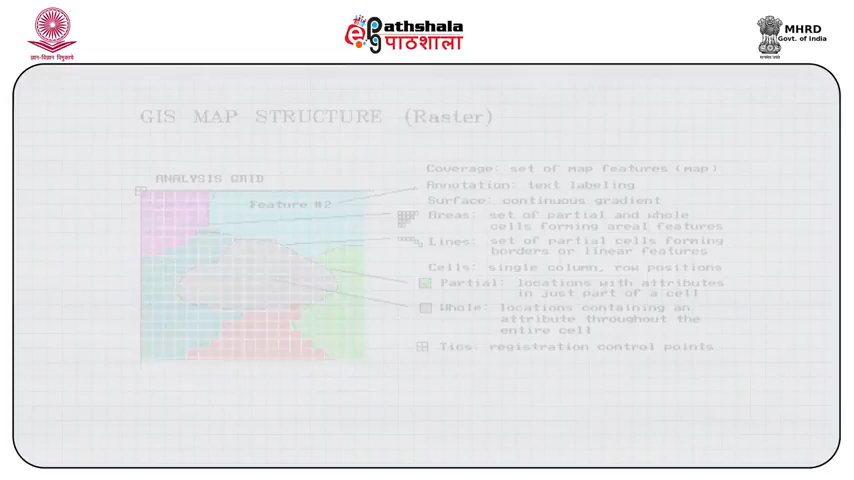 ज्ञान-विज्ञान विमुक्तये
Pathshala
पाठशाला
MHRD
Govt. of India
GIS MAP STRUCTURE (Raster)
ANALYSIS GRID
Feature #2
Coverage: set of map features (map)
Annotation: text labeling
Surface: continuous gradient
Areas: set of partial and whole
cells forming areal features
Lines: set of partial cells forming
borders or linear features
Cells: single column, row positions
Partial: locations with attributes
in just part of a cell
Whole: locations containing an
attribute throughout the
entire cell
Tics: registration control points